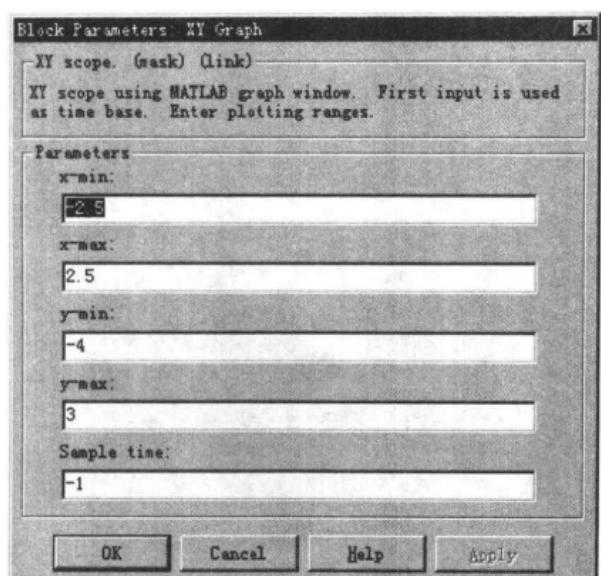 Block Parameters: XY Graph
XY scope. (mask) (link)
XY scope using MATLAB graph window. First input is used
as time base. Enter plotting ranges.
Parameters
x-min:
-2.5
x-max:
2.5
y-min:
-4
y-max:
3
Sample time:
-1
OK Cancel Help Apply